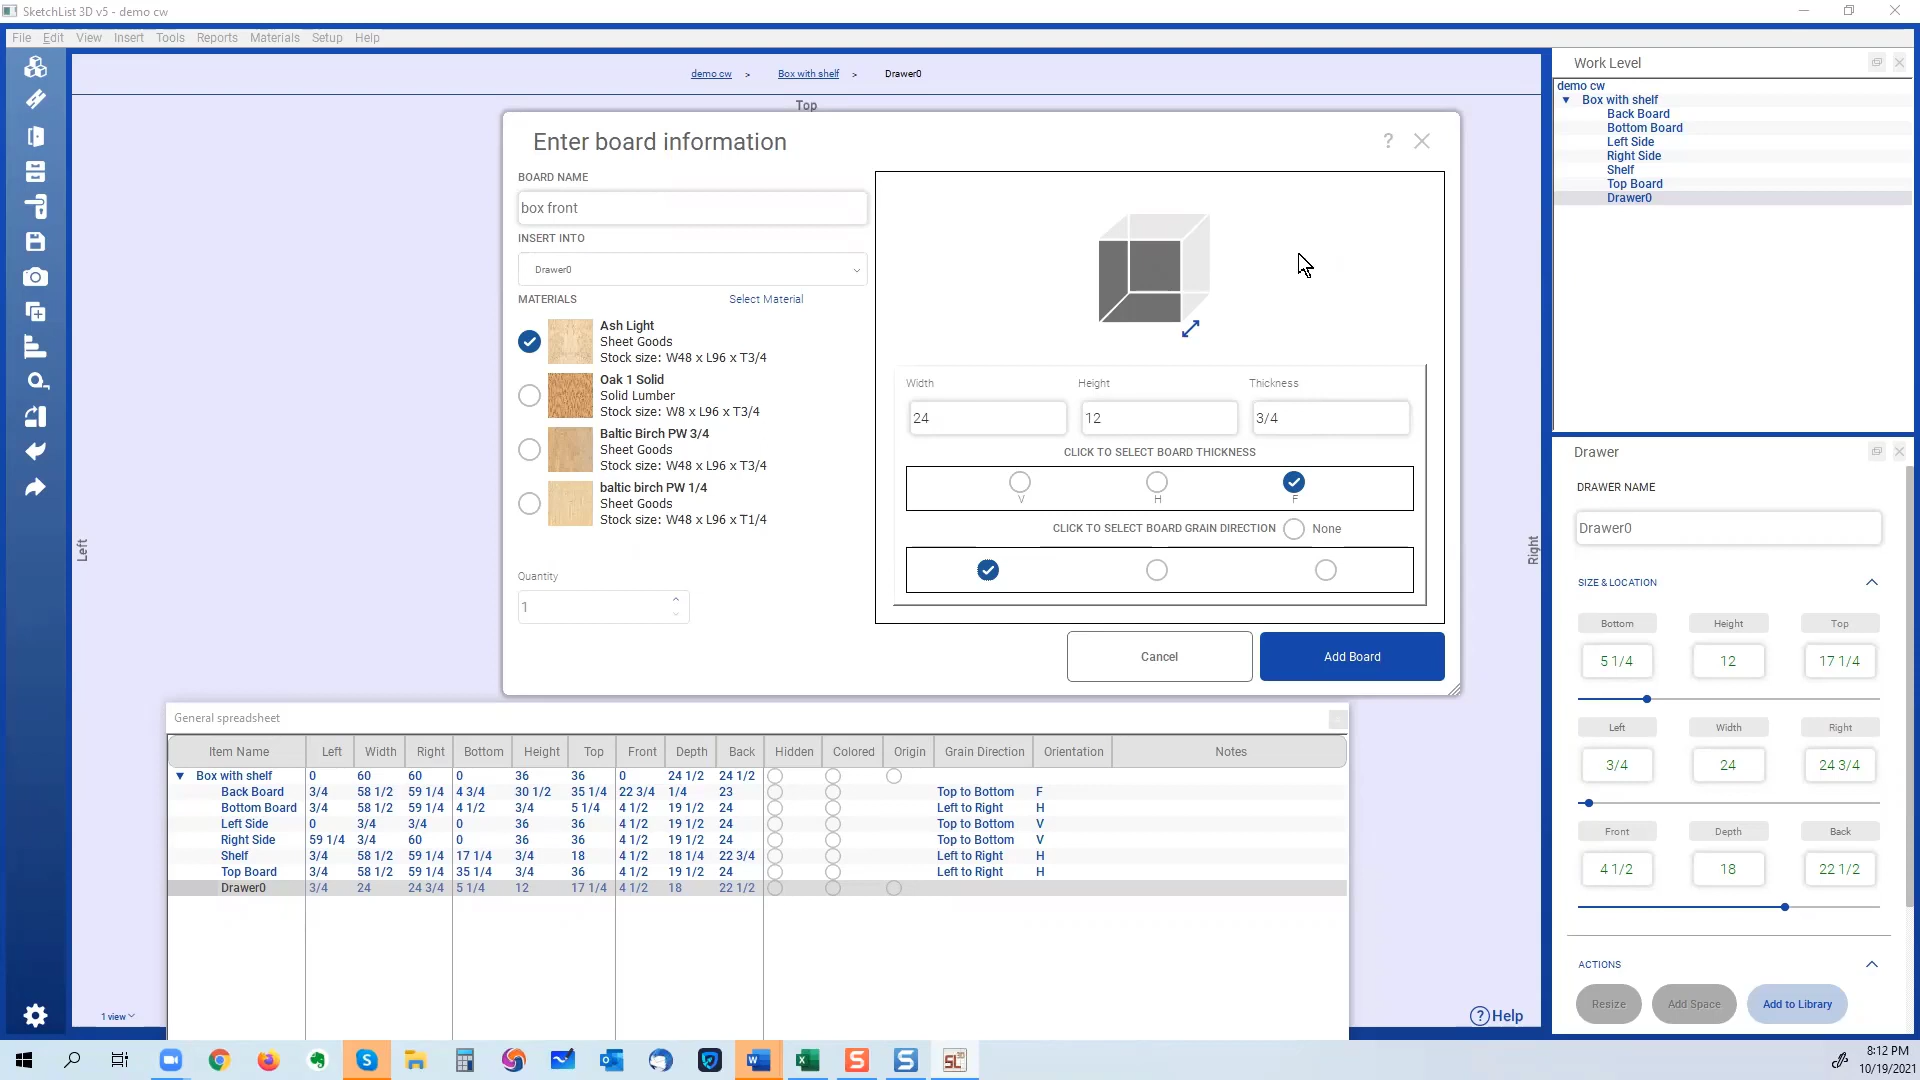 SketchList 3D v5 - demo cw
File Edit View Insert Tools Reports Materials Setup Help
demo cw > Box with shelf > Drawer0
Top
Left
Right
1 view
Help
Enter board information
?
BOARD NAME
box front
INSERT INTO
Drawer0
MATERIALS Select Material
Ash Light
Sheet Goods
Stock size: W48 x L96 x T3/4
Oak 1 Solid
Solid Lumber
Stock size: W8 x L96 x T3/4
Baltic Birch PW 3/4
Sheet Goods
Stock size: W48 x L96 x T3/4
baltic birch PW 1/4
Sheet Goods
Stock size: W48 x L96 x T1/4
Quantity
1
Width Height Thickness
24 12 3/4
CLICK TO SELECT BOARD THICKNESS
V H F
CLICK TO SELECT BOARD GRAIN DIRECTION None
Cancel Add Board
General spreadsheet
Item Name Left Width Right Bottom Height Top Front Depth Back Hidden Colored Origin Grain Direction Orientation Notes
Box with shelf 0 60 60 0 36 36 0 24 1/2 24 1/2
Back Board 3/4 58 1/2 59 1/4 4 3/4 30 1/2 35 1/4 22 3/4 1/4 23 Top to Bottom F
Bottom Board 3/4 58 1/2 59 1/4 4 1/2 3/4 5 1/4 4 1/2 19 1/2 24 Left to Right H
Left Side 0 3/4 3/4 0 36 36 4 1/2 19 1/2 24 Top to Bottom V
Right Side 59 1/4 3/4 60 0 36 36 4 1/2 19 1/2 24 Top to Bottom V
Shelf 3/4 58 1/2 59 1/4 17 1/4 3/4 18 4 1/2 18 1/4 22 3/4 Left to Right H
Top Board 3/4 58 1/2 59 1/4 35 1/4 3/4 36 4 1/2 19 1/2 24 Left to Right H
Drawer0 3/4 24 24 3/4 5 1/4 12 17 1/4 4 1/2 18 22 1/2
Work Level
demo cw
Box with shelf
Back Board
Bottom Board
Left Side
Right Side
Shelf
Top Board
Drawer0
Drawer
DRAWER NAME
Drawer0
SIZE & LOCATION
Bottom Height Top
5 1/4 12 17 1/4
Left Width Right
3/4 24 24 3/4
Front Depth Back
4 1/2 18 22 1/2
ACTIONS
Resize Add Space Add to Library
8:12 PM
10/19/2021